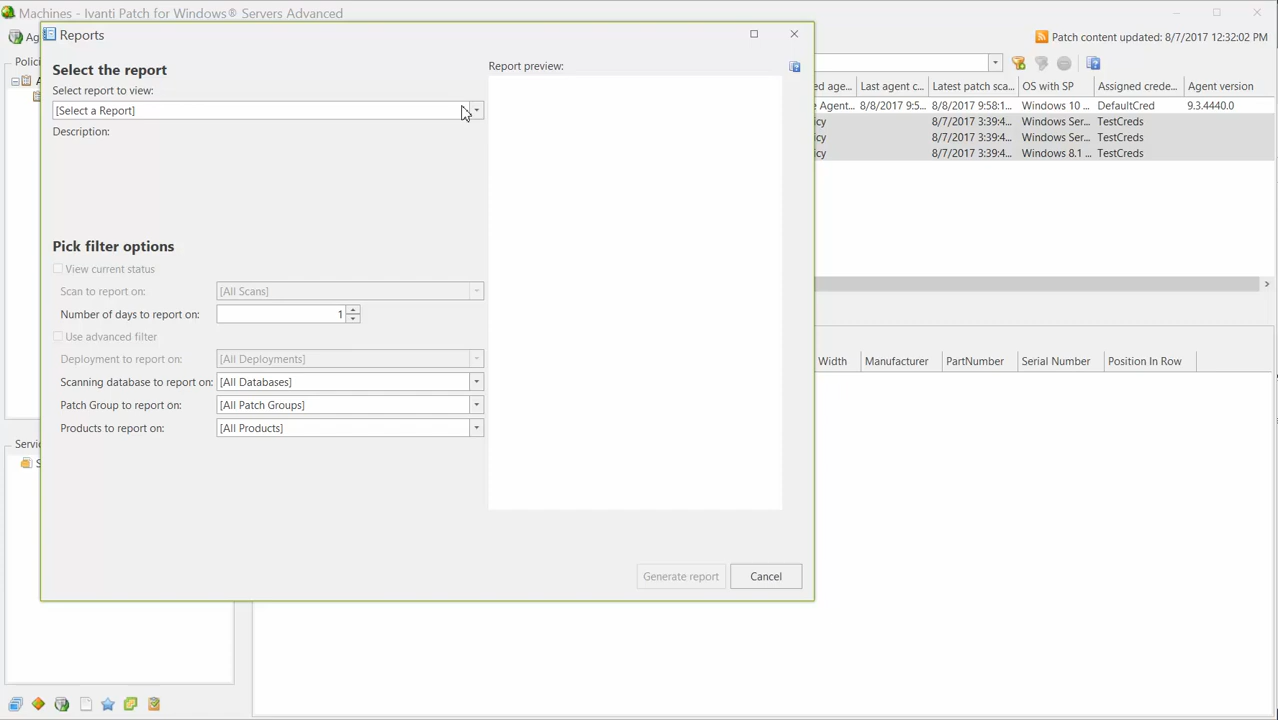 Machines - Ivanti Patch for Windows® Servers Advanced
Patch content updated: 8/7/2017 12:32:02 PM
Reports
Select the report
Select report to view:
[Select a Report]
Description:
Report preview:
Pick filter options
View current status
Scan to report on: [All Scans]
Number of days to report on: 1
Use advanced filter
Deployment to report on: [All Deployments]
Scanning database to report on: [All Databases]
Patch Group to report on: [All Patch Groups]
Products to report on: [All Products]
Generate report Cancel
Last agent c... Latest patch sca... OS with SP Assigned crede... Agent version
8/8/2017 9:5... 8/8/2017 9:58:1... Windows 10 ... DefaultCred 9.3.4440.0
8/7/2017 3:39:4... Windows Ser... TestCreds
8/7/2017 3:39:4... Windows Ser... TestCreds
8/7/2017 3:39:4... Windows 8.1 ... TestCreds
Width Manufacturer PartNumber Serial Number Position In Row